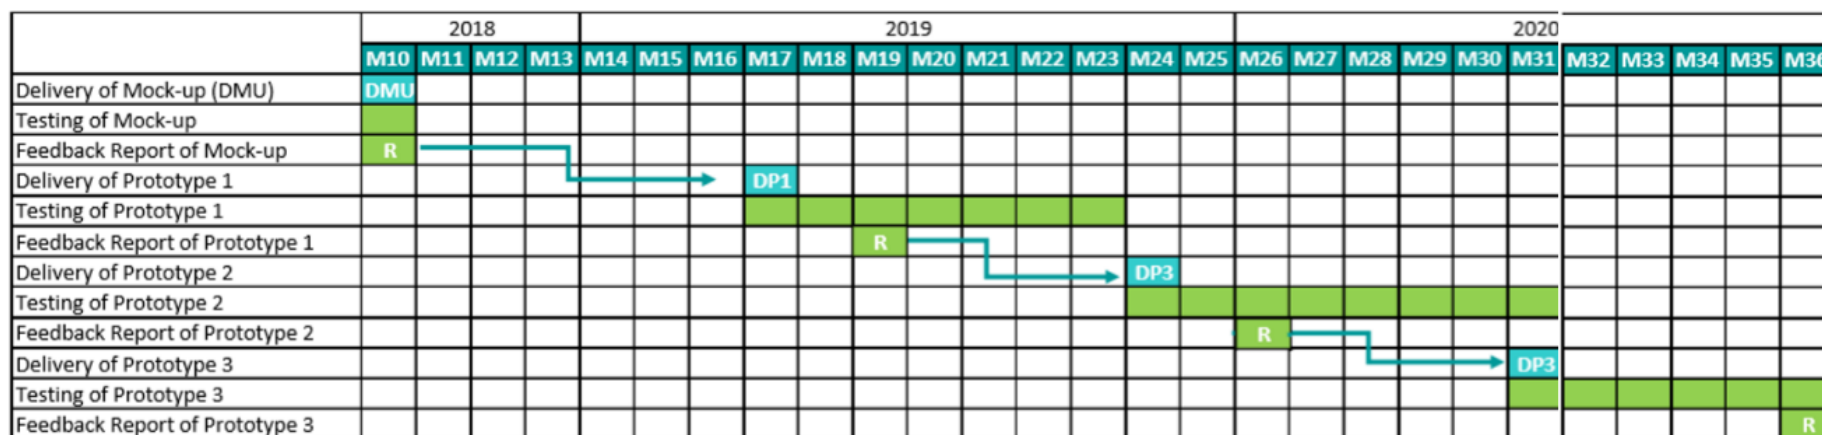 2018 2019 2020
M10 M11 M12 M13 M14 M15 M16 M17 M18 M19 M20 M21 M22 M23 M24 M25 M26 M27 M28 M29 M30 M31 M32 M33 M34 M35 M36
Delivery of Mock-up (DMU) DMU
Testing of Mock-up
Feedback Report of Mock-up R
Delivery of Prototype 1 DP1
Testing of Prototype 1
Feedback Report of Prototype 1 R
Delivery of Prototype 2 DP3
Testing of Prototype 2
Feedback Report of Prototype 2 R
Delivery of Prototype 3 DP3
Testing of Prototype 3
Feedback Report of Prototype 3 R